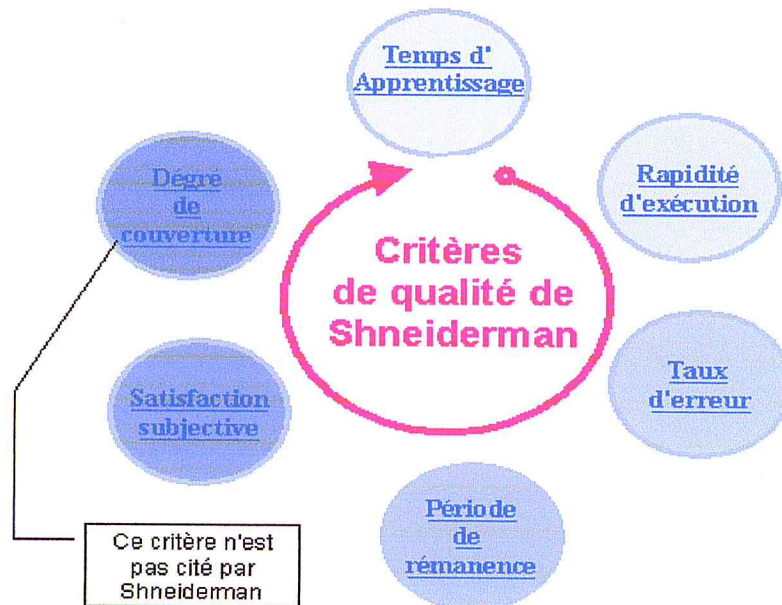 Temps d'
Apprentissage
Rapidité
d'exécution
Taux
d'erreur
Période
de
rémanence
Satisfaction
subjective
Dégré
de
couverture
Critères
de qualité de
Shneiderman
Ce critère n'est
pas cité par
Shneiderman